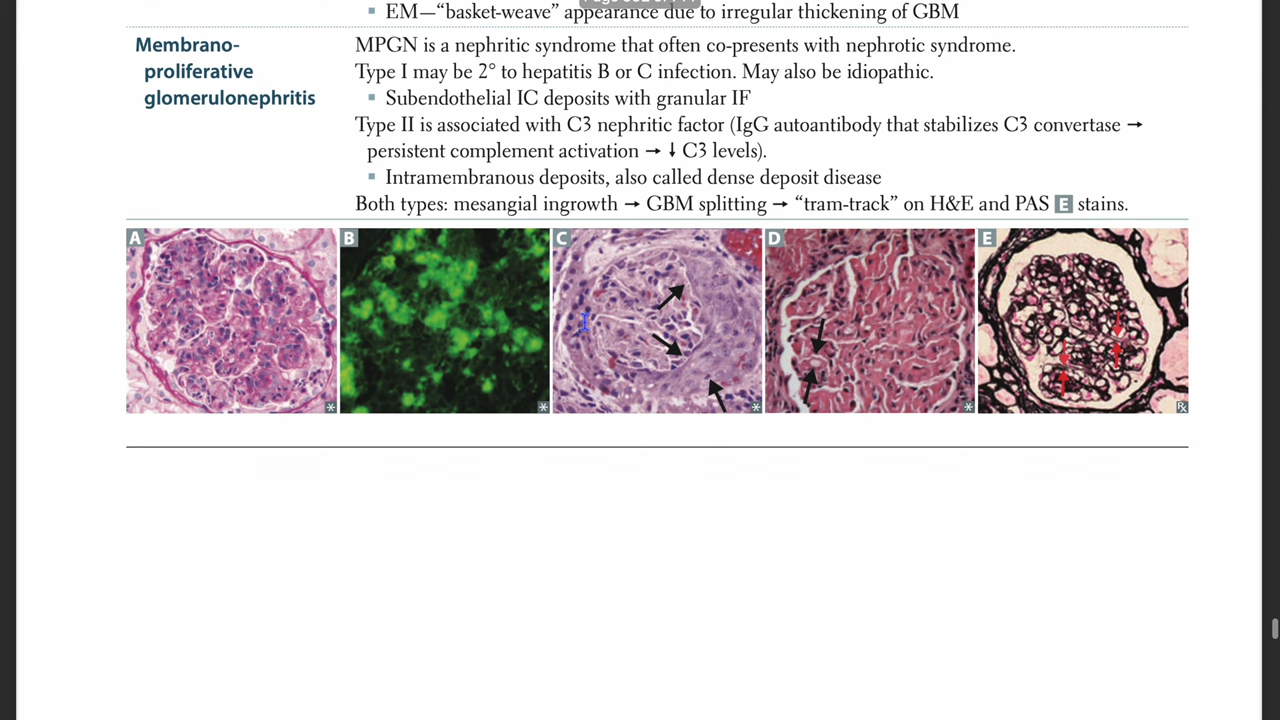 ▪ EM—“basket-weave” appearance due to irregular thickening of GBM
Membrano-
proliferative
glomerulonephritis
MPGN is a nephritic syndrome that often co-presents with nephrotic syndrome.
Type I may be 2° to hepatitis B or C infection. May also be idiopathic.
▪ Subendothelial IC deposits with granular IF
Type II is associated with C3 nephritic factor (IgG autoantibody that stabilizes C3 convertase →
persistent complement activation → ↓ C3 levels).
▪ Intramembranous deposits, also called dense deposit disease
Both types: mesangial ingrowth → GBM splitting → “tram-track” on H&E and PAS E stains.
A B C D E
* * * * ℞